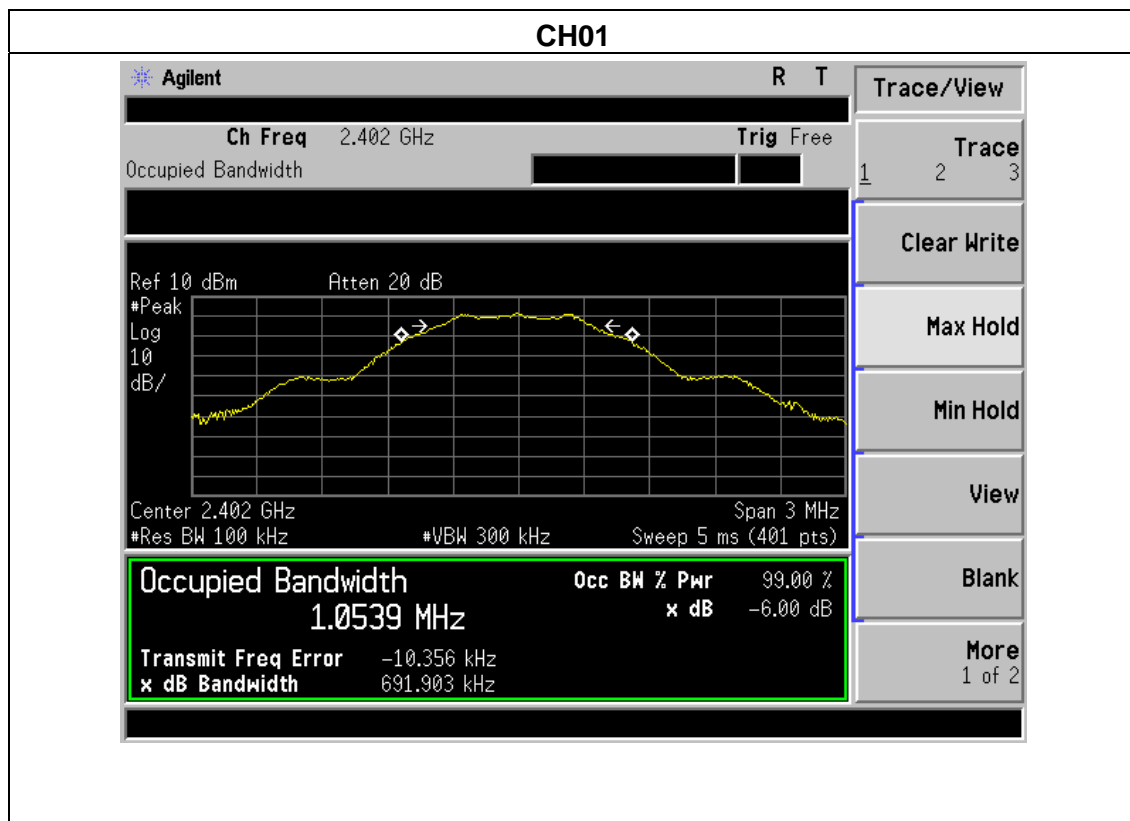 CH01
Agilent R T
Trace/View
Ch Freq 2.402 GHz Trig Free
Occupied Bandwidth
Trace
1 2 3
Clear Write
Ref 10 dBm Atten 20 dB
#Peak
Log
10
dB/
Max Hold
Min Hold
View
Center 2.402 GHz Span 3 MHz
#Res BW 100 kHz #VBW 300 kHz Sweep 5 ms (401 pts)
Occupied Bandwidth Occ BW % Pwr 99.00 %
1.0539 MHz x dB -6.00 dB
Blank
Transmit Freq Error -10.356 kHz
x dB Bandwidth 691.903 kHz
More
1 of 2